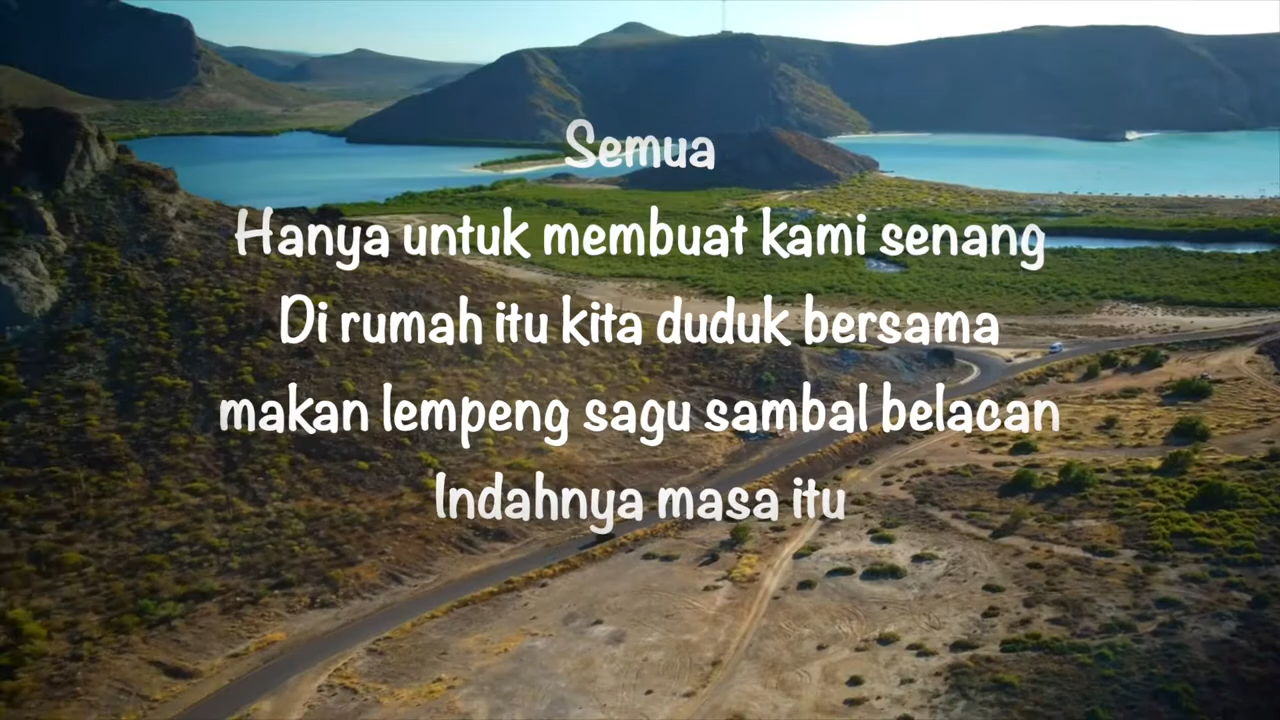 Semua
Hanya untuk membuat kami senang
Di rumah itu kita duduk bersama
makan lempeng sagu sambal belacan
Indahnya masa itu